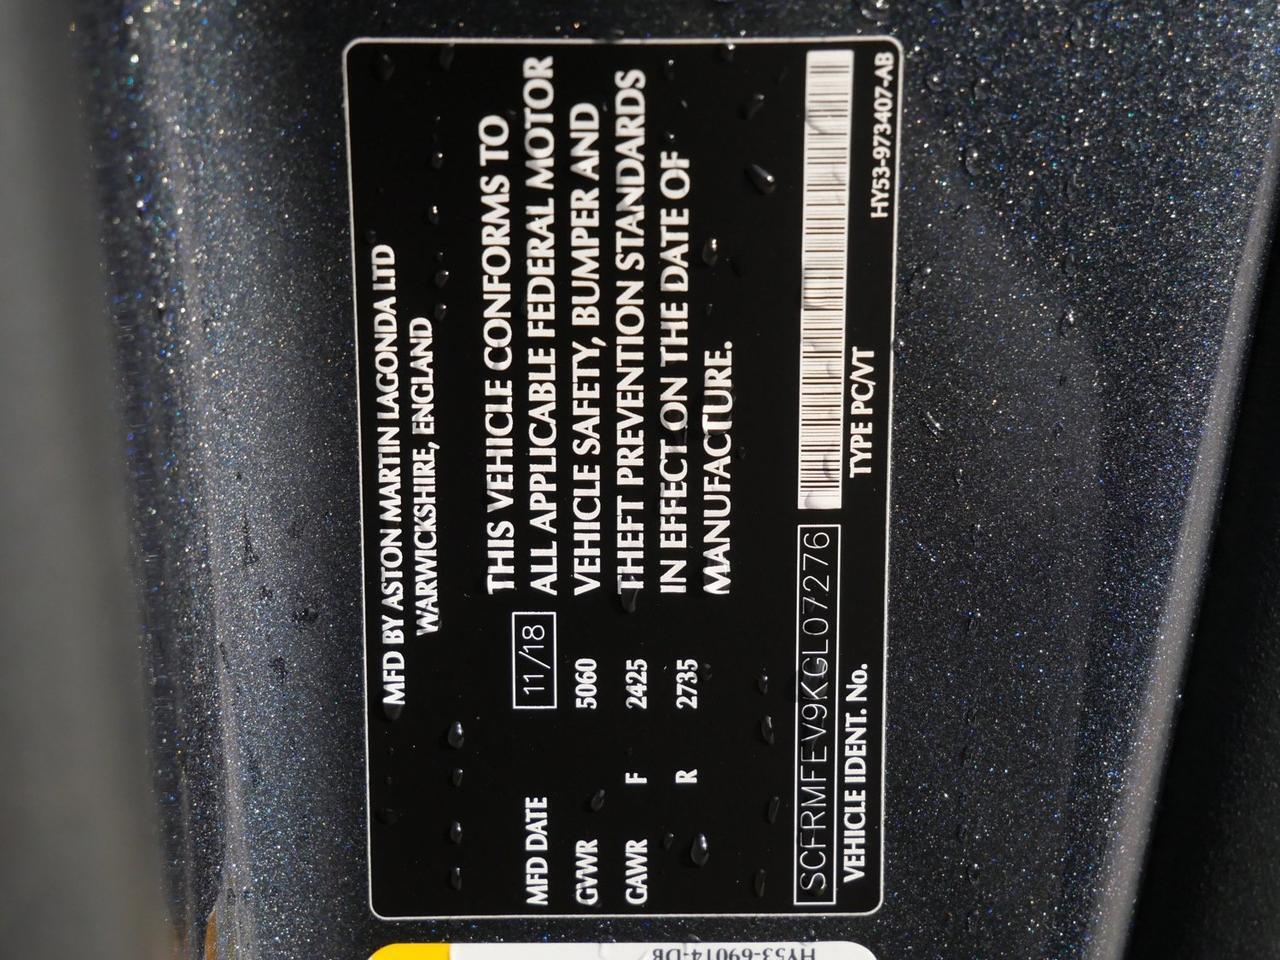 MFD BY ASTON MARTIN LAGONDA LTD
WARWICKSHIRE, ENGLAND
MFD DATE 11/18
GVWR 5060
GAWR F 2425
R 2735
THIS VEHICLE CONFORMS TO
ALL APPLICABLE FEDERAL MOTOR
VEHICLE SAFETY, BUMPER AND
THEFT PREVENTION STANDARDS
IN EFFECT ON THE DATE OF
MANUFACTURE.
SCFRMFEV9KGL07276
VEHICLE IDENT. No. TYPE PC/VT
HY53-973407-AB
HY53-69014-DB